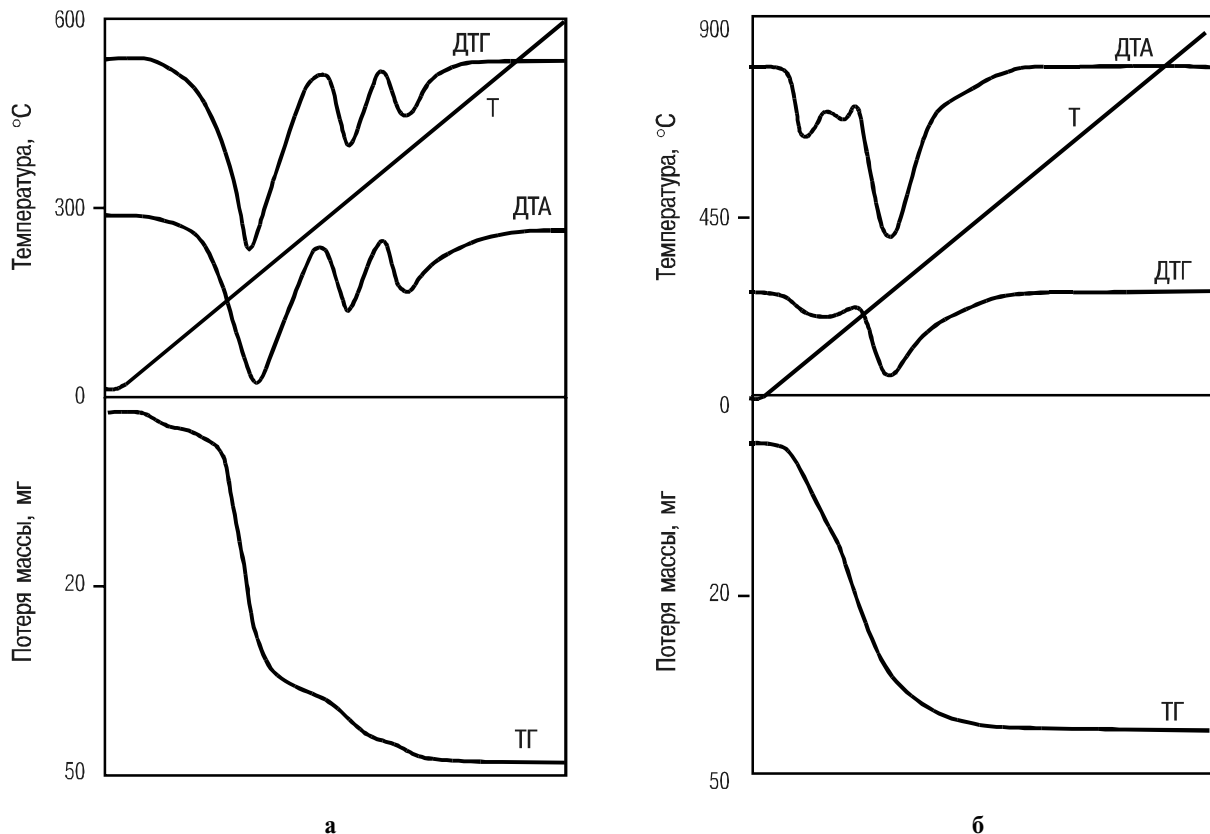 600
ДТГ
Т
Температура, °С
300
ДТА
0
Потеря массы, мг
20
ТГ
50
а
900
ДТА
Т
Температура, °С
450
ДТГ
0
Потеря массы, мг
20
ТГ
50
б